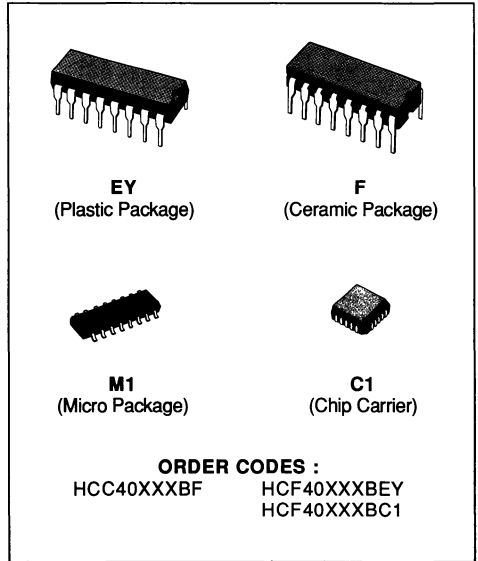 EY
(Plastic Package)
F
(Ceramic Package)
M1
(Micro Package)
C1
(Chip Carrier)
ORDER CODES :
HCC40XXXBF HCF40XXXBEY
HCF40XXXBC1